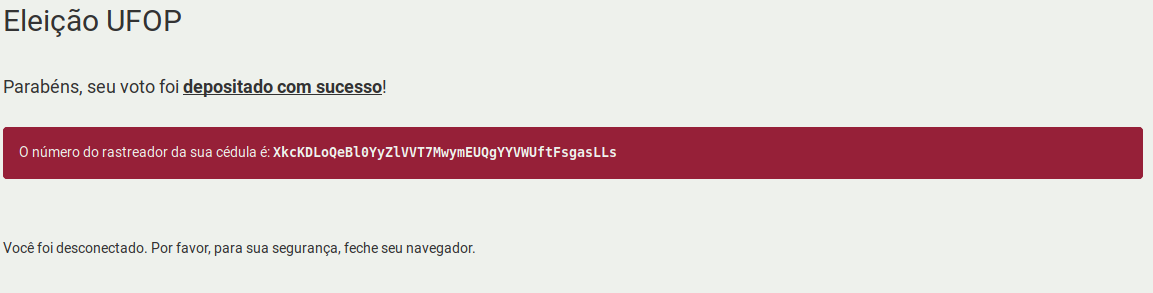 Eleição UFOP
Parabéns, seu voto foi depositado com sucesso!
O número do rastreador da sua cédula é: XkcKDLoQeBl0YyZlVVT7MwymEUQgYYVWUftFsgasLLs
Você foi desconectado. Por favor, para sua segurança, feche seu navegador.